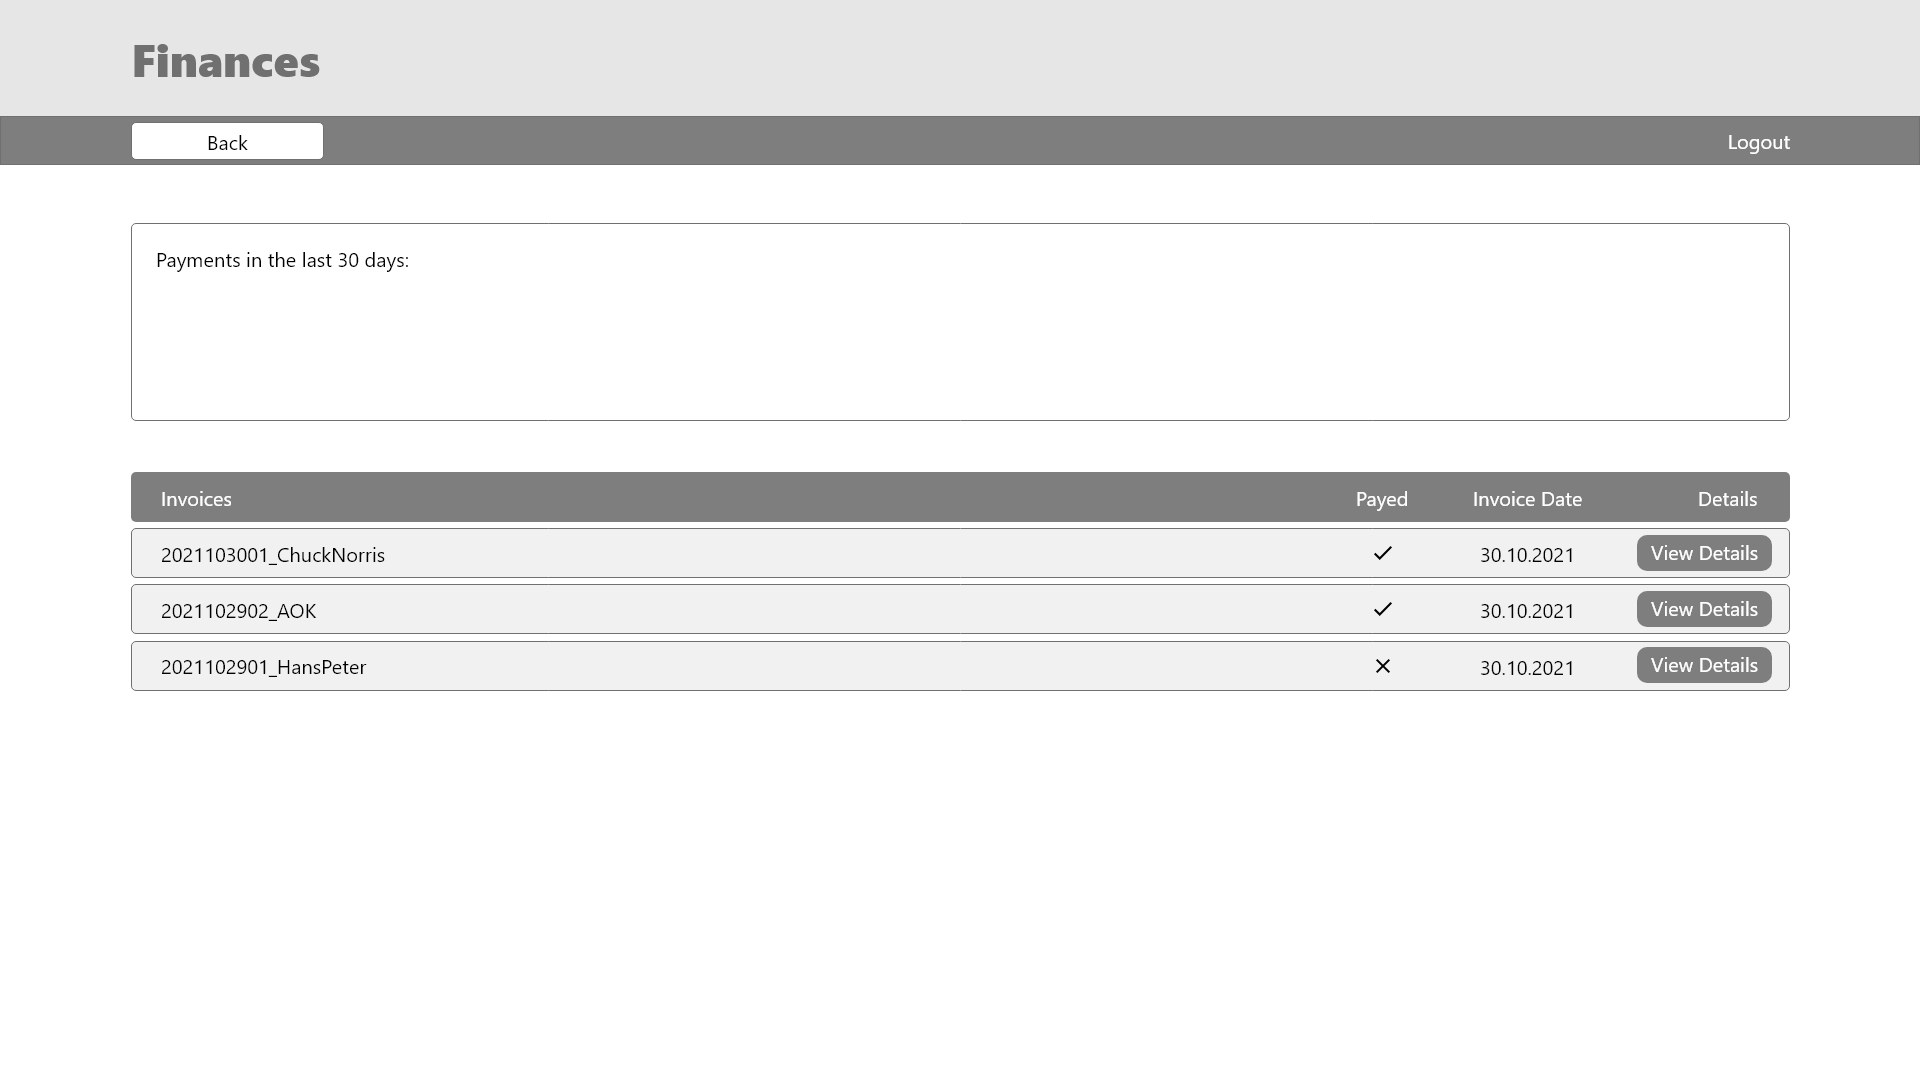 Finances
Back Logout
Payments in the last 30 days:
Invoices Payed Invoice Date Details
2021103001_ChuckNorris ✓ 30.10.2021 View Details
2021102902_AOK ✓ 30.10.2021 View Details
2021102901_HansPeter ✕ 30.10.2021 View Details